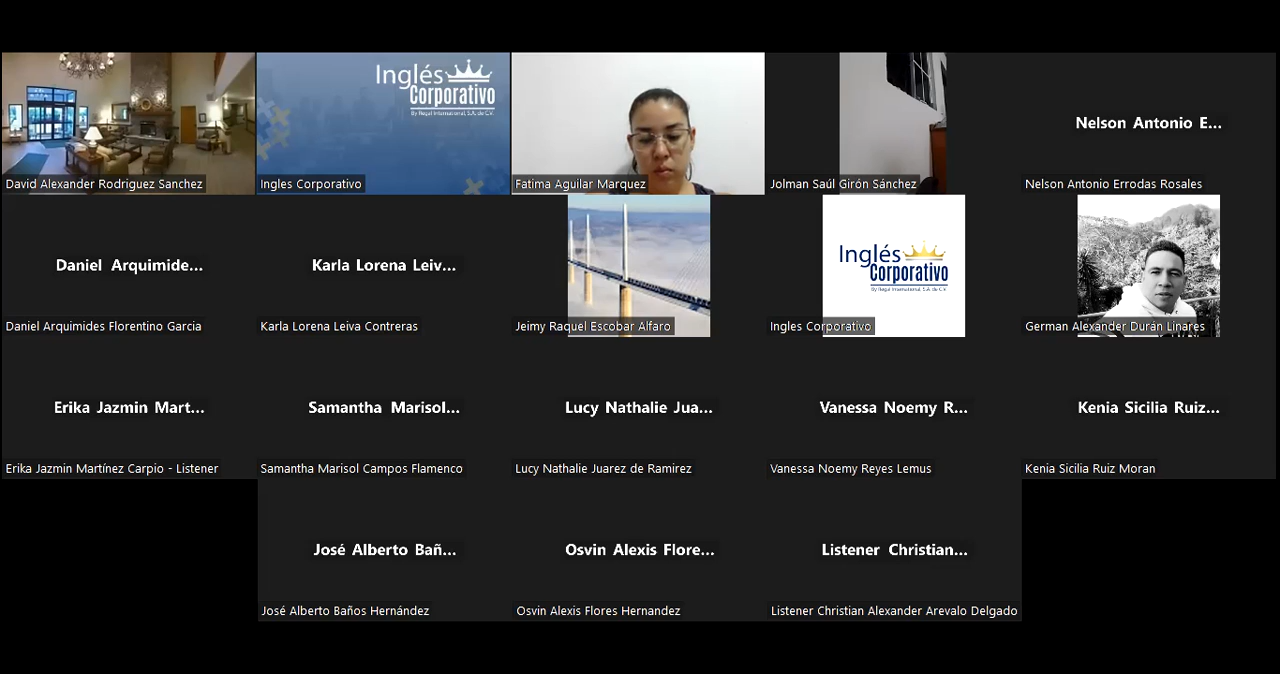 Inglés
Corporativo
By Regal International, S.A. de C.V.
David Alexander Rodriguez Sanchez
Ingles Corporativo
Fatima Aguilar Marquez
Jolman Saúl Girón Sánchez
Nelson Antonio E...
Nelson Antonio Errodas Rosales
Daniel Arquimide...
Daniel Arquimides Florentino Garcia
Karla Lorena Leiv...
Karla Lorena Leiva Contreras
Jeimy Raquel Escobar Alfaro
Inglés
Corporativo
By Regal International, S.A. de C.V.
Ingles Corporativo
German Alexander Durán Linares
Erika Jazmin Mart...
Erika Jazmin Martínez Carpio - Listener
Samantha Marisol...
Samantha Marisol Campos Flamenco
Lucy Nathalie Jua...
Lucy Nathalie Juarez de Ramirez
Vanessa Noemy R...
Vanessa Noemy Reyes Lemus
Kenia Sicilia Ruiz...
Kenia Sicilia Ruiz Moran
José Alberto Bañ...
José Alberto Baños Hernández
Osvin Alexis Flore...
Osvin Alexis Flores Hernandez
Listener Christian...
Listener Christian Alexander Arevalo Delgado